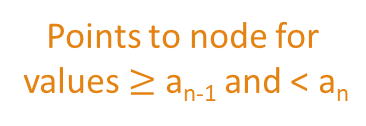 Points to node for
values ≥ aₙ₋₁ and < aₙ